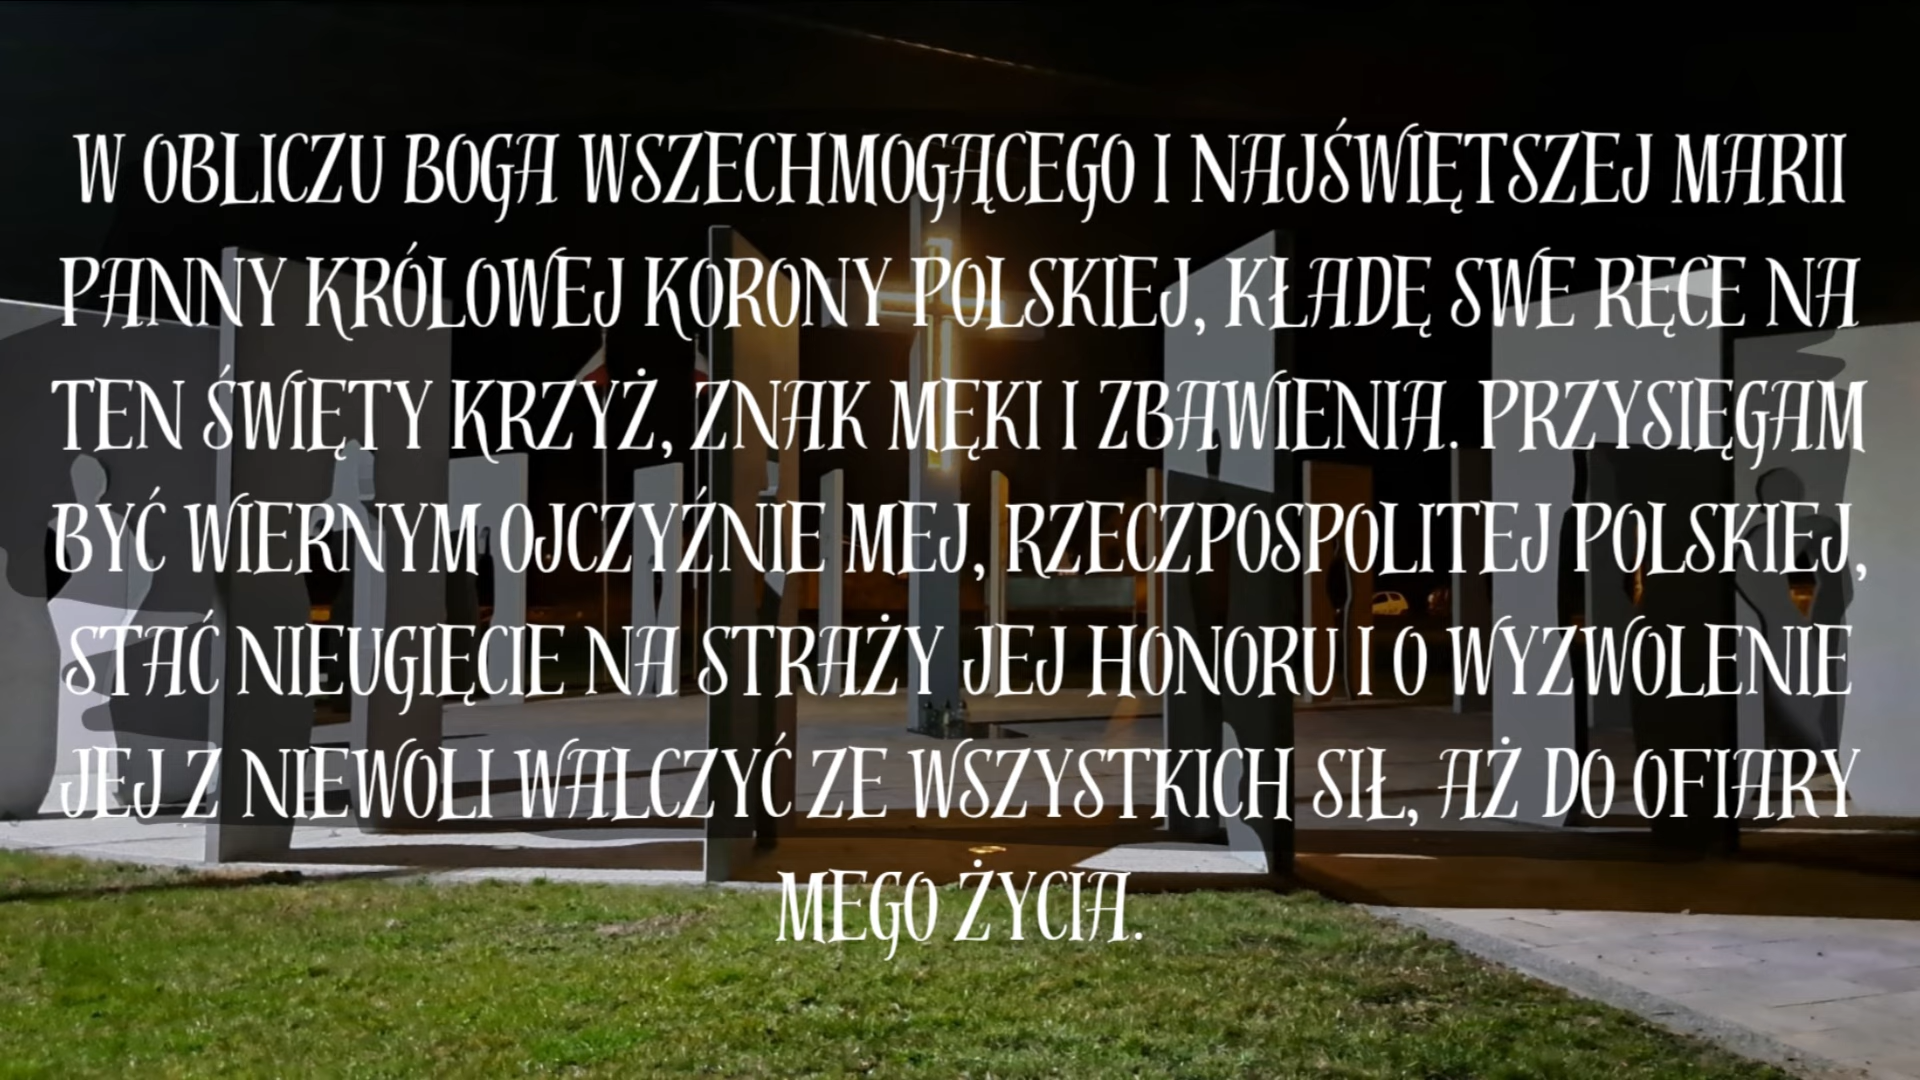 W OBLICZU BOGA WSZECHMOGĄCEGO I NAJŚWIĘTSZEJ MARII
PANNY KRÓLOWEJ KORONY POLSKIEJ, KŁADĘ SWE RĘCE NA
TEN ŚWIĘTY KRZYŻ, ZNAK MĘKI I ZBAWIENIA. PRZYSIĘGAM
BYĆ WIERNYM OJCZYŹNIE MEJ, RZECZPOSPOLITEJ POLSKIEJ,
STAĆ NIEUGIĘCIE NA STRAŻY JEJ HONORU I O WYZWOLENIE
JEJ Z NIEWOLI WALCZYĆ ZE WSZYSTKICH SIŁ, AŻ DO OFIARY
MEGO ŻYCIA.